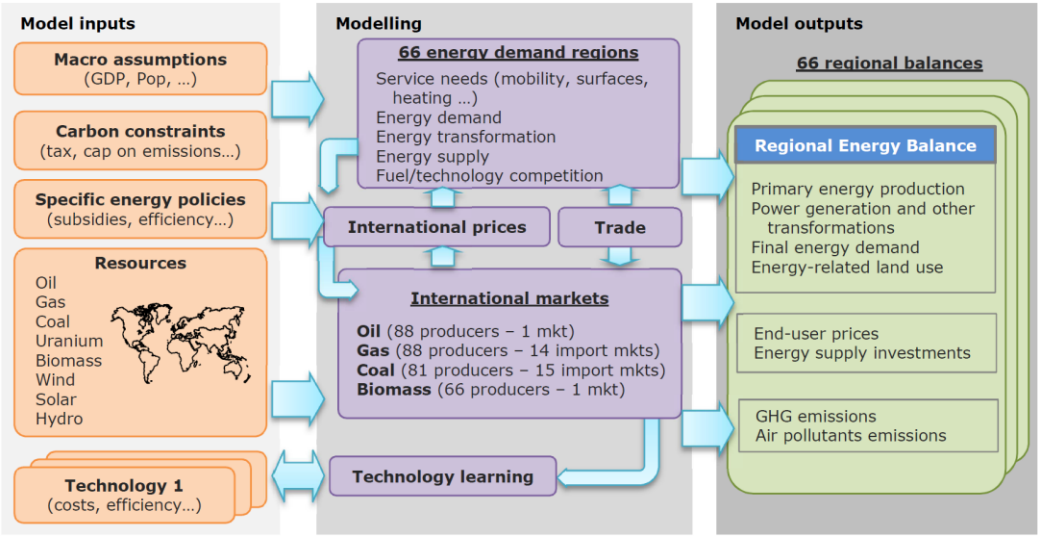 Model inputs
Macro assumptions
(GDP, Pop, ...)
Carbon constraints
(tax, cap on emissions...)
Specific energy policies
(subsidies, efficiency...)
Resources
Oil
Gas
Coal
Uranium
Biomass
Wind
Solar
Hydro
Technology 1
(costs, efficiency...)
Modelling
66 energy demand regions
Service needs (mobility, surfaces,
heating ...)
Energy demand
Energy transformation
Energy supply
Fuel/technology competition
International prices
Trade
International markets
Oil (88 producers – 1 mkt)
Gas (88 producers – 14 import mkts)
Coal (81 producers – 15 import mkts)
Biomass (66 producers – 1 mkt)
Technology learning
Model outputs
66 regional balances
Regional Energy Balance
Primary energy production
Power generation and other
transformations
Final energy demand
Energy-related land use
End-user prices
Energy supply investments
GHG emissions
Air pollutants emissions